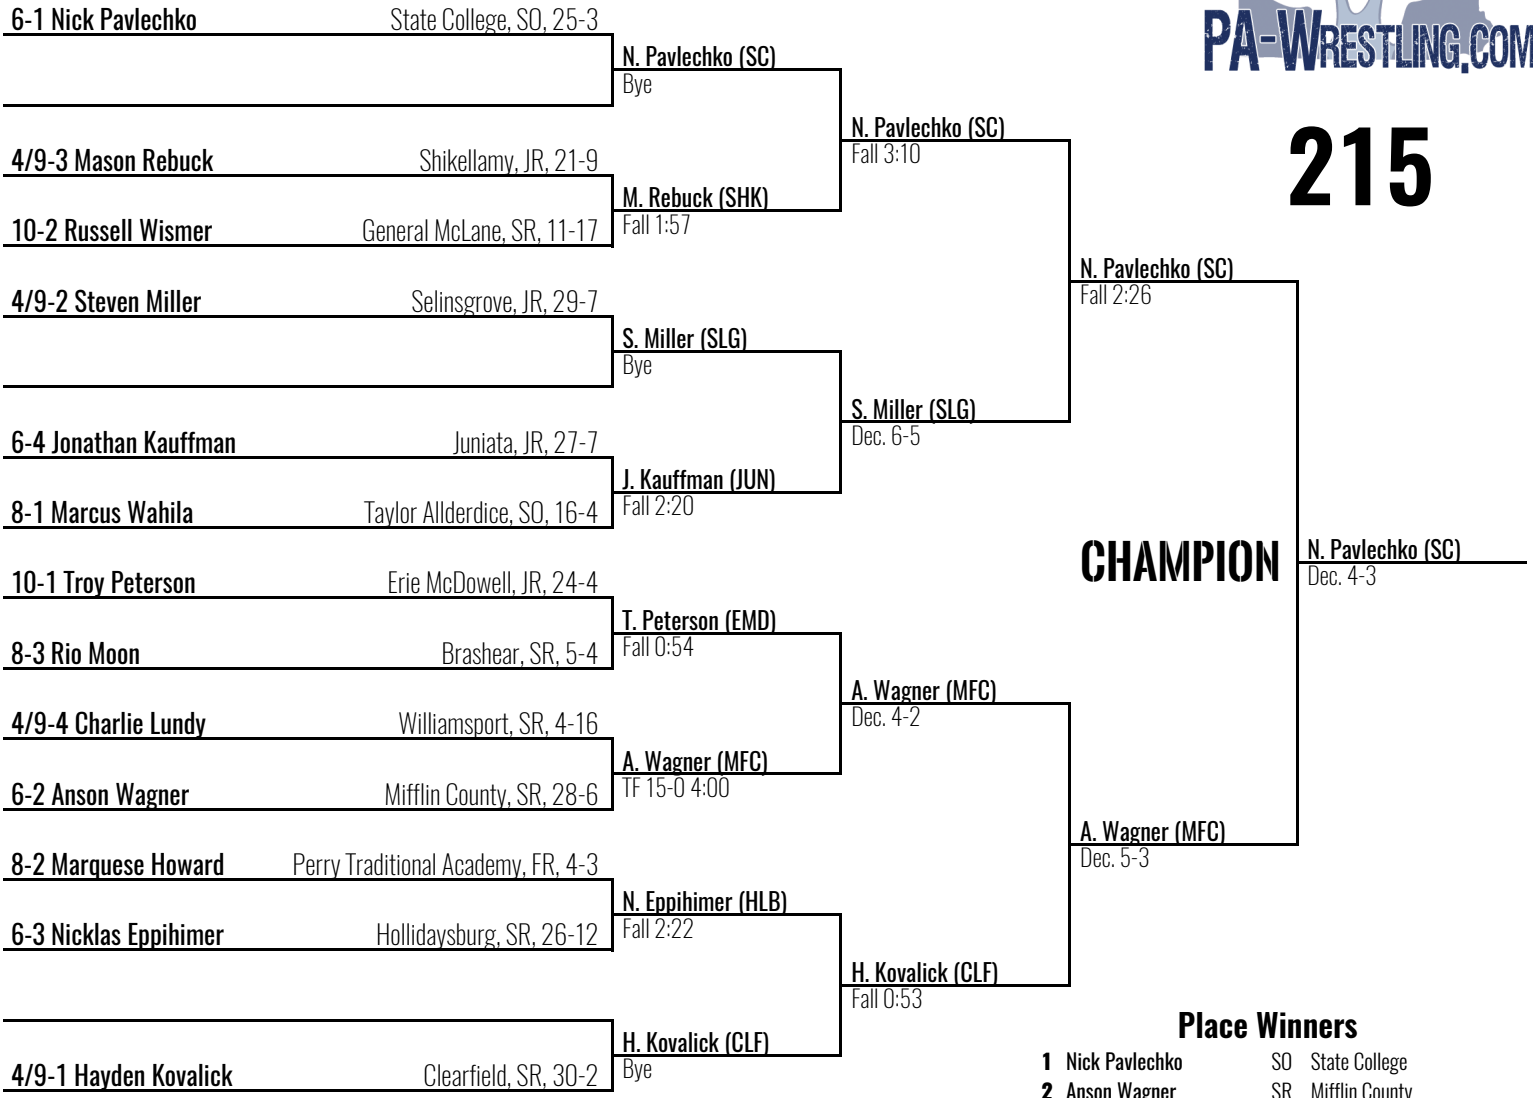 PA-WRESTLING.COM
215
6-1 Nick Pavlechko State College, SO, 25-3
N. Pavlechko (SC)
Bye
4/9-3 Mason Rebuck Shikellamy, JR, 21-9
N. Pavlechko (SC)
Fall 3:10
M. Rebuck (SHK)
Fall 1:57
10-2 Russell Wismer General McLane, SR, 11-17
N. Pavlechko (SC)
Fall 2:26
4/9-2 Steven Miller Selinsgrove, JR, 29-7
S. Miller (SLG)
Bye
S. Miller (SLG)
Dec. 6-5
6-4 Jonathan Kauffman Juniata, JR, 27-7
J. Kauffman (JUN)
Fall 2:20
8-1 Marcus Wahila Taylor Allderdice, SO, 16-4
CHAMPION
N. Pavlechko (SC)
Dec. 4-3
10-1 Troy Peterson Erie McDowell, JR, 24-4
T. Peterson (EMD)
Fall 0:54
8-3 Rio Moon Brashear, SR, 5-4
A. Wagner (MFC)
Dec. 4-2
4/9-4 Charlie Lundy Williamsport, SR, 4-16
A. Wagner (MFC)
TF 15-0 4:00
6-2 Anson Wagner Mifflin County, SR, 28-6
A. Wagner (MFC)
Dec. 5-3
8-2 Marquese Howard Perry Traditional Academy, FR, 4-3
N. Eppihimer (HLB)
Fall 2:22
6-3 Nicklas Eppihimer Hollidaysburg, SR, 26-12
H. Kovalick (CLF)
Fall 0:53
H. Kovalick (CLF)
Bye
4/9-1 Hayden Kovalick Clearfield, SR, 30-2
Place Winners
1 Nick Pavlechko SO State College
2 Anson Wagner SR Mifflin County